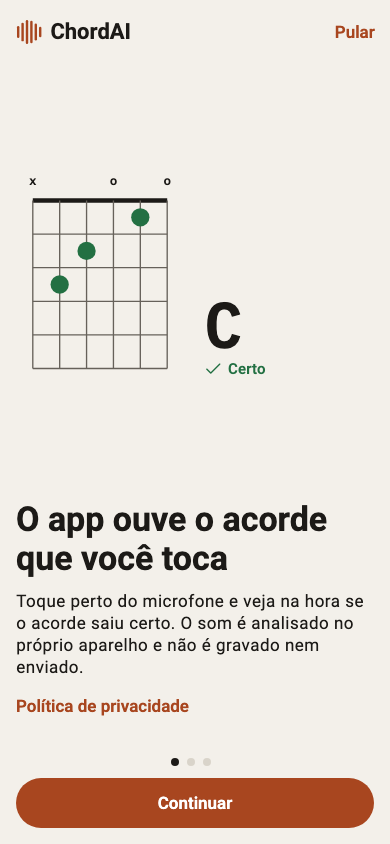 ChordAI
Pular
x o o
C
Certo
O app ouve o acorde
que você toca
Toque perto do microfone e veja na hora se
o acorde saiu certo. O som é analisado no
próprio aparelho e não é gravado nem
enviado.
Política de privacidade
Continuar